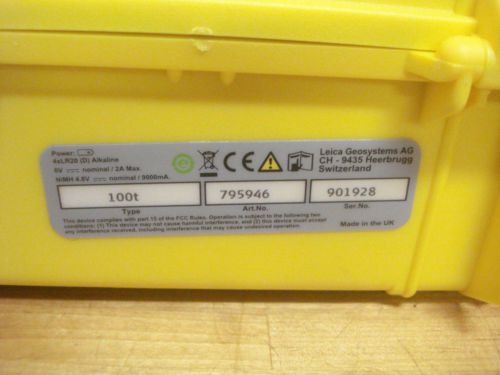 Power:
4xLR20 (D) Alkaline
6V nominal / 2A Max.
NiMH 4.8V nominal / 9000mA.
CE
Leica Geosystems AG
CH - 9435 Heerbrugg
Switzerland
100t 795946 901928
Type Art.No. Ser.No.
This device complies with part 15 of the FCC Rules. Operation is subject to the following two
conditions: (1) This device may not cause harmful interference, and (2) this device must accept
any interference received, including interference that may cause undesired operation.
Made in the UK